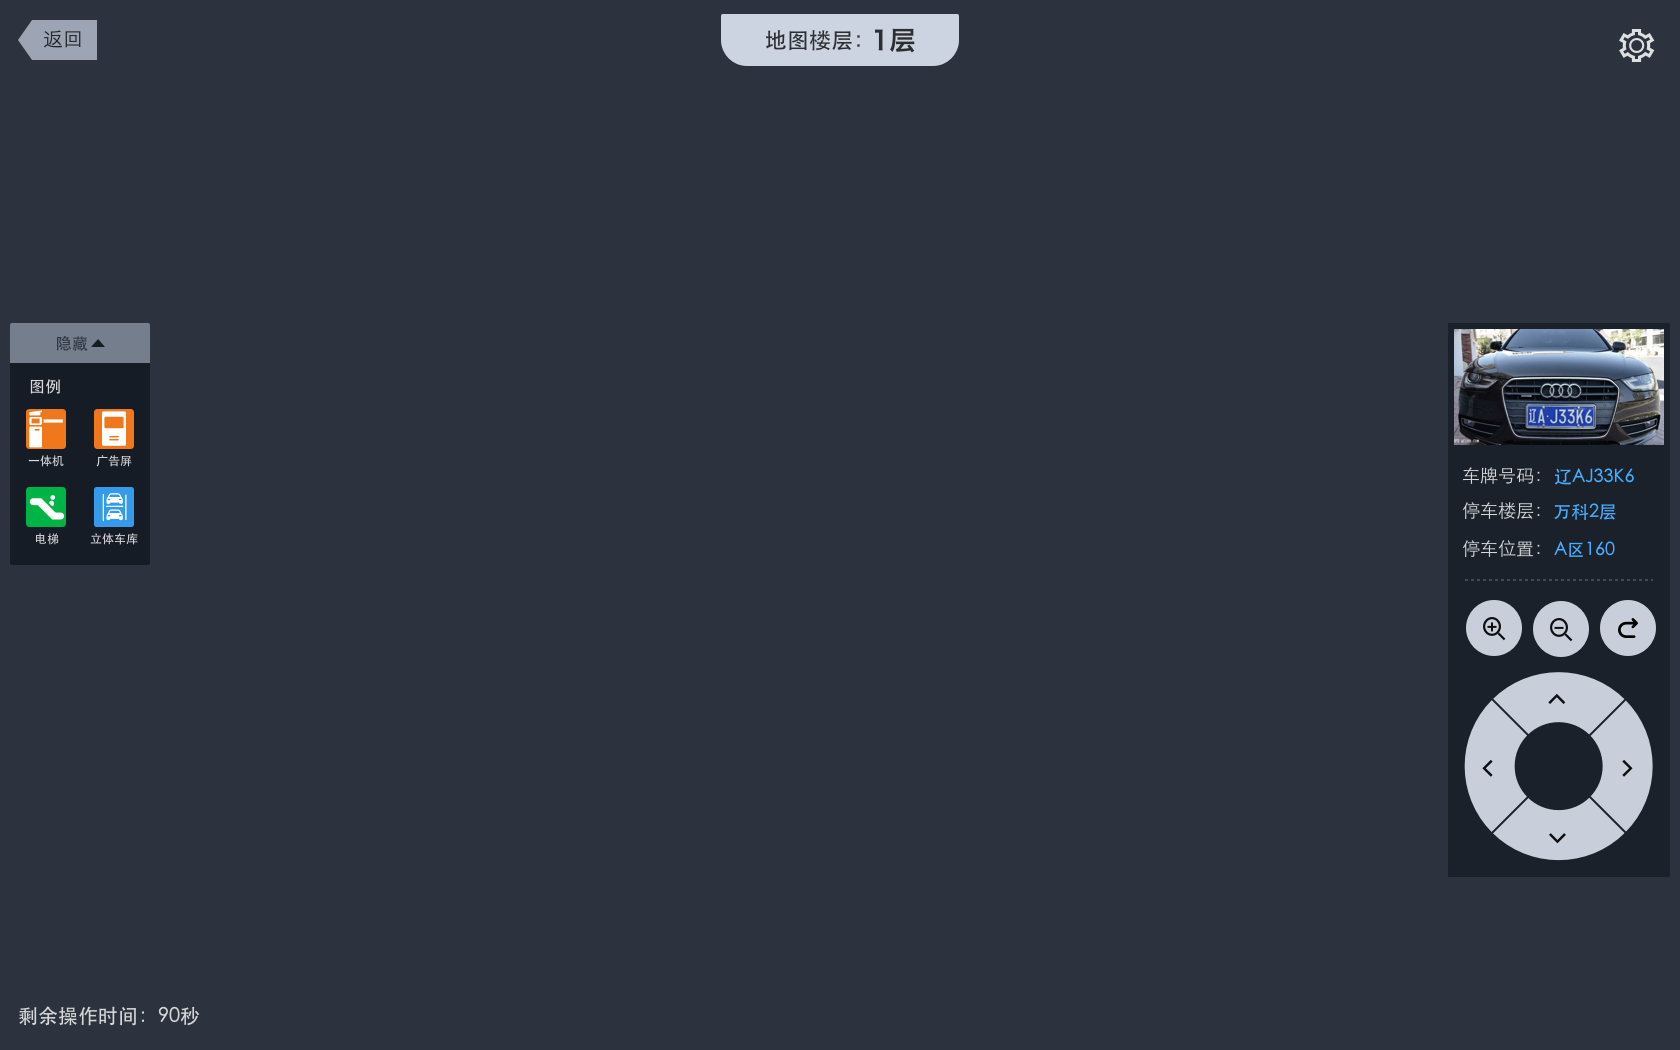 返回
地图楼层：1层
隐藏
图例
一体机
广告屏
电梯
立体车库
辽A·J33K6
车牌号码：辽AJ33K6
停车楼层：万科2层
停车位置：A区160
剩余操作时间：90秒